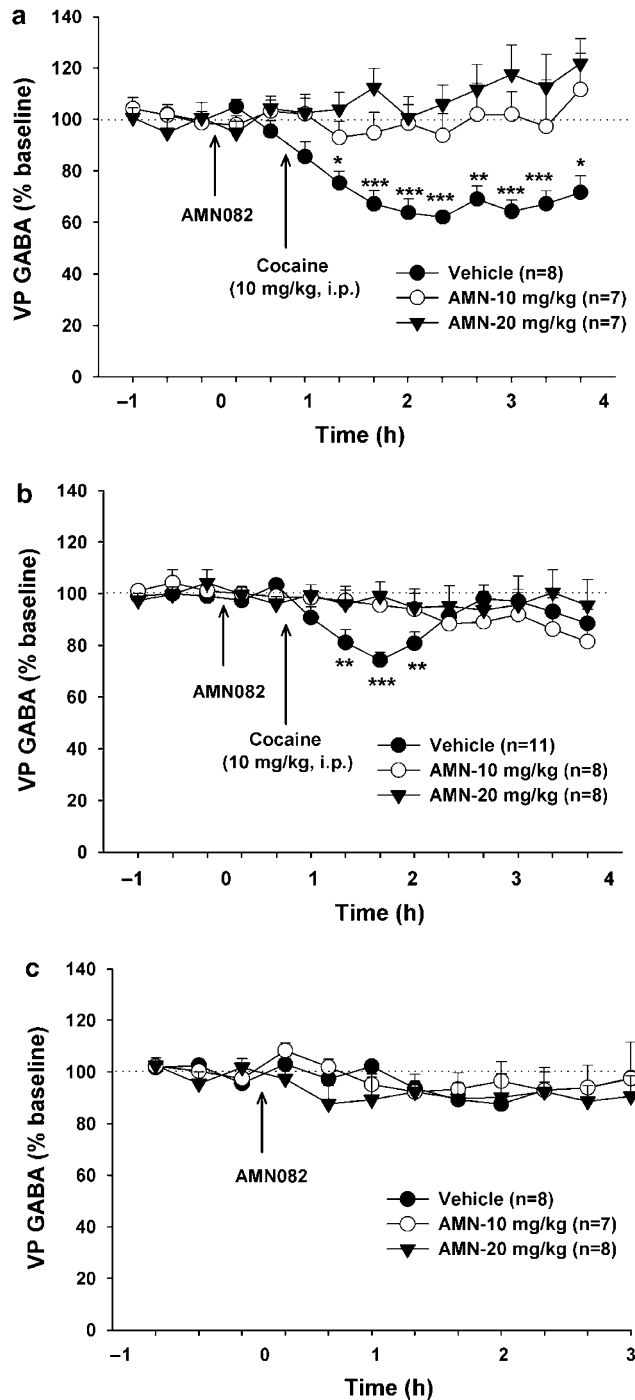 a
VP GABA (% baseline)
140
120
100
80
60
40
20
0
AMN082
Cocaine
(10 mg/kg, i.p.)
*
***
***
***
**
***
***
*
Vehicle (n=8)
AMN-10 mg/kg (n=7)
AMN-20 mg/kg (n=7)
–1 0 1 2 3 4
Time (h)
b
VP GABA (% baseline)
140
120
100
80
60
40
20
0
AMN082
Cocaine
(10 mg/kg, i.p.)
**
***
**
Vehicle (n=11)
AMN-10 mg/kg (n=8)
AMN-20 mg/kg (n=8)
–1 0 1 2 3 4
Time (h)
c
VP GABA (% baseline)
140
120
100
80
60
40
20
0
AMN082
Vehicle (n=8)
AMN-10 mg/kg (n=7)
AMN-20 mg/kg (n=8)
–1 0 1 2 3
Time (h)